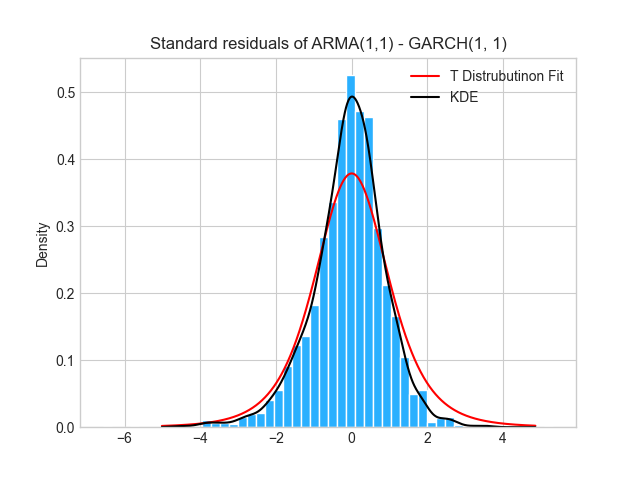 Standard residuals of ARMA(1,1) - GARCH(1, 1)
T Distrubutinon Fit
KDE
Density
0.5
0.4
0.3
0.2
0.1
0.0
−6 −4 −2 0 2 4